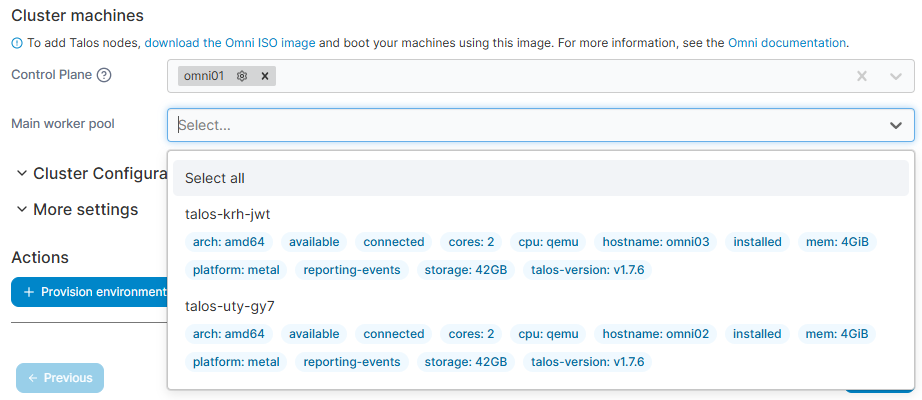 Cluster machines
To add Talos nodes, download the Omni ISO image and boot your machines using this image. For more information, see the Omni documentation.
Control Plane ? omni01
Main worker pool Select...
Select all
Cluster Configura
talos-krh-jwt
More settings
arch: amd64 available connected cores: 2 cpu: qemu hostname: omni03 installed mem: 4GiB
platform: metal reporting-events storage: 42GB talos-version: v1.7.6
Actions
Provision environment
talos-uty-gy7
arch: amd64 available connected cores: 2 cpu: qemu hostname: omni02 installed mem: 4GiB
platform: metal reporting-events storage: 42GB talos-version: v1.7.6
Previous